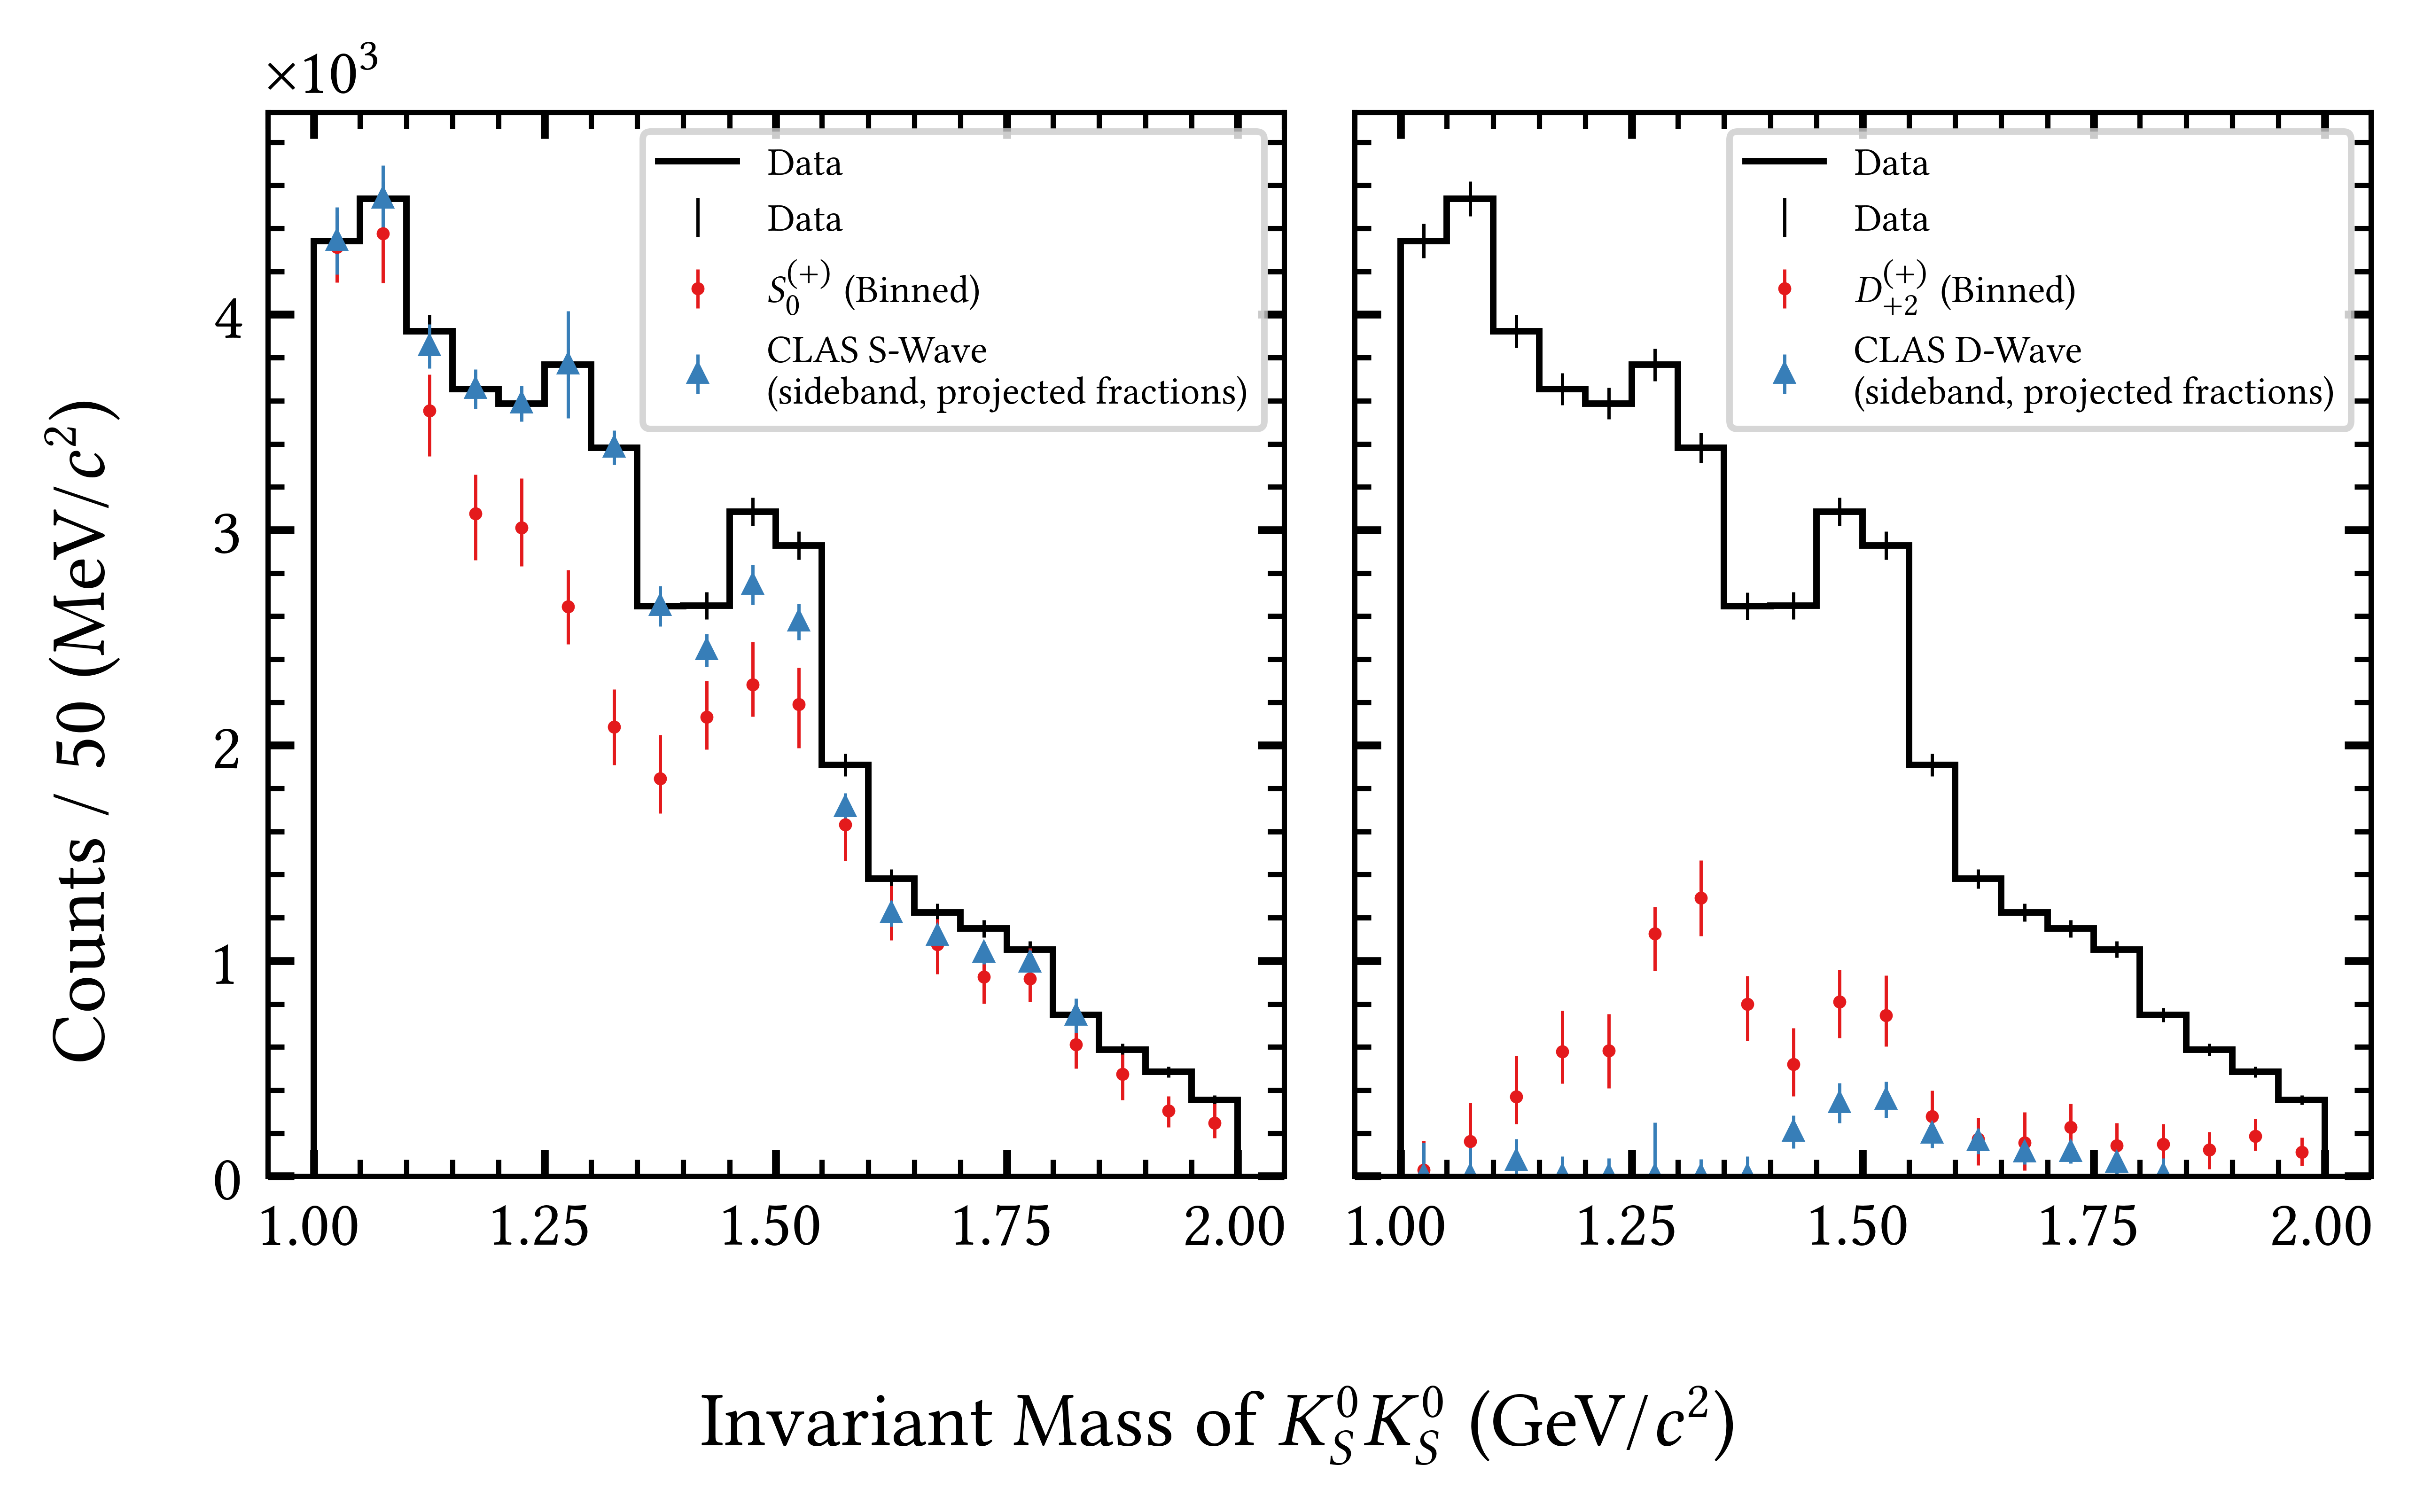 ×10³
Counts / 50 (MeV/c²)
4
3
2
1
0
Data
Data
S₀⁽⁺⁾ (Binned)
CLAS S-Wave
(sideband, projected fractions)
1.00 1.25 1.50 1.75 2.00
Data
Data
D₊₂⁽⁺⁾ (Binned)
CLAS D-Wave
(sideband, projected fractions)
1.00 1.25 1.50 1.75 2.00
Invariant Mass of K_S⁰K_S⁰ (GeV/c²)